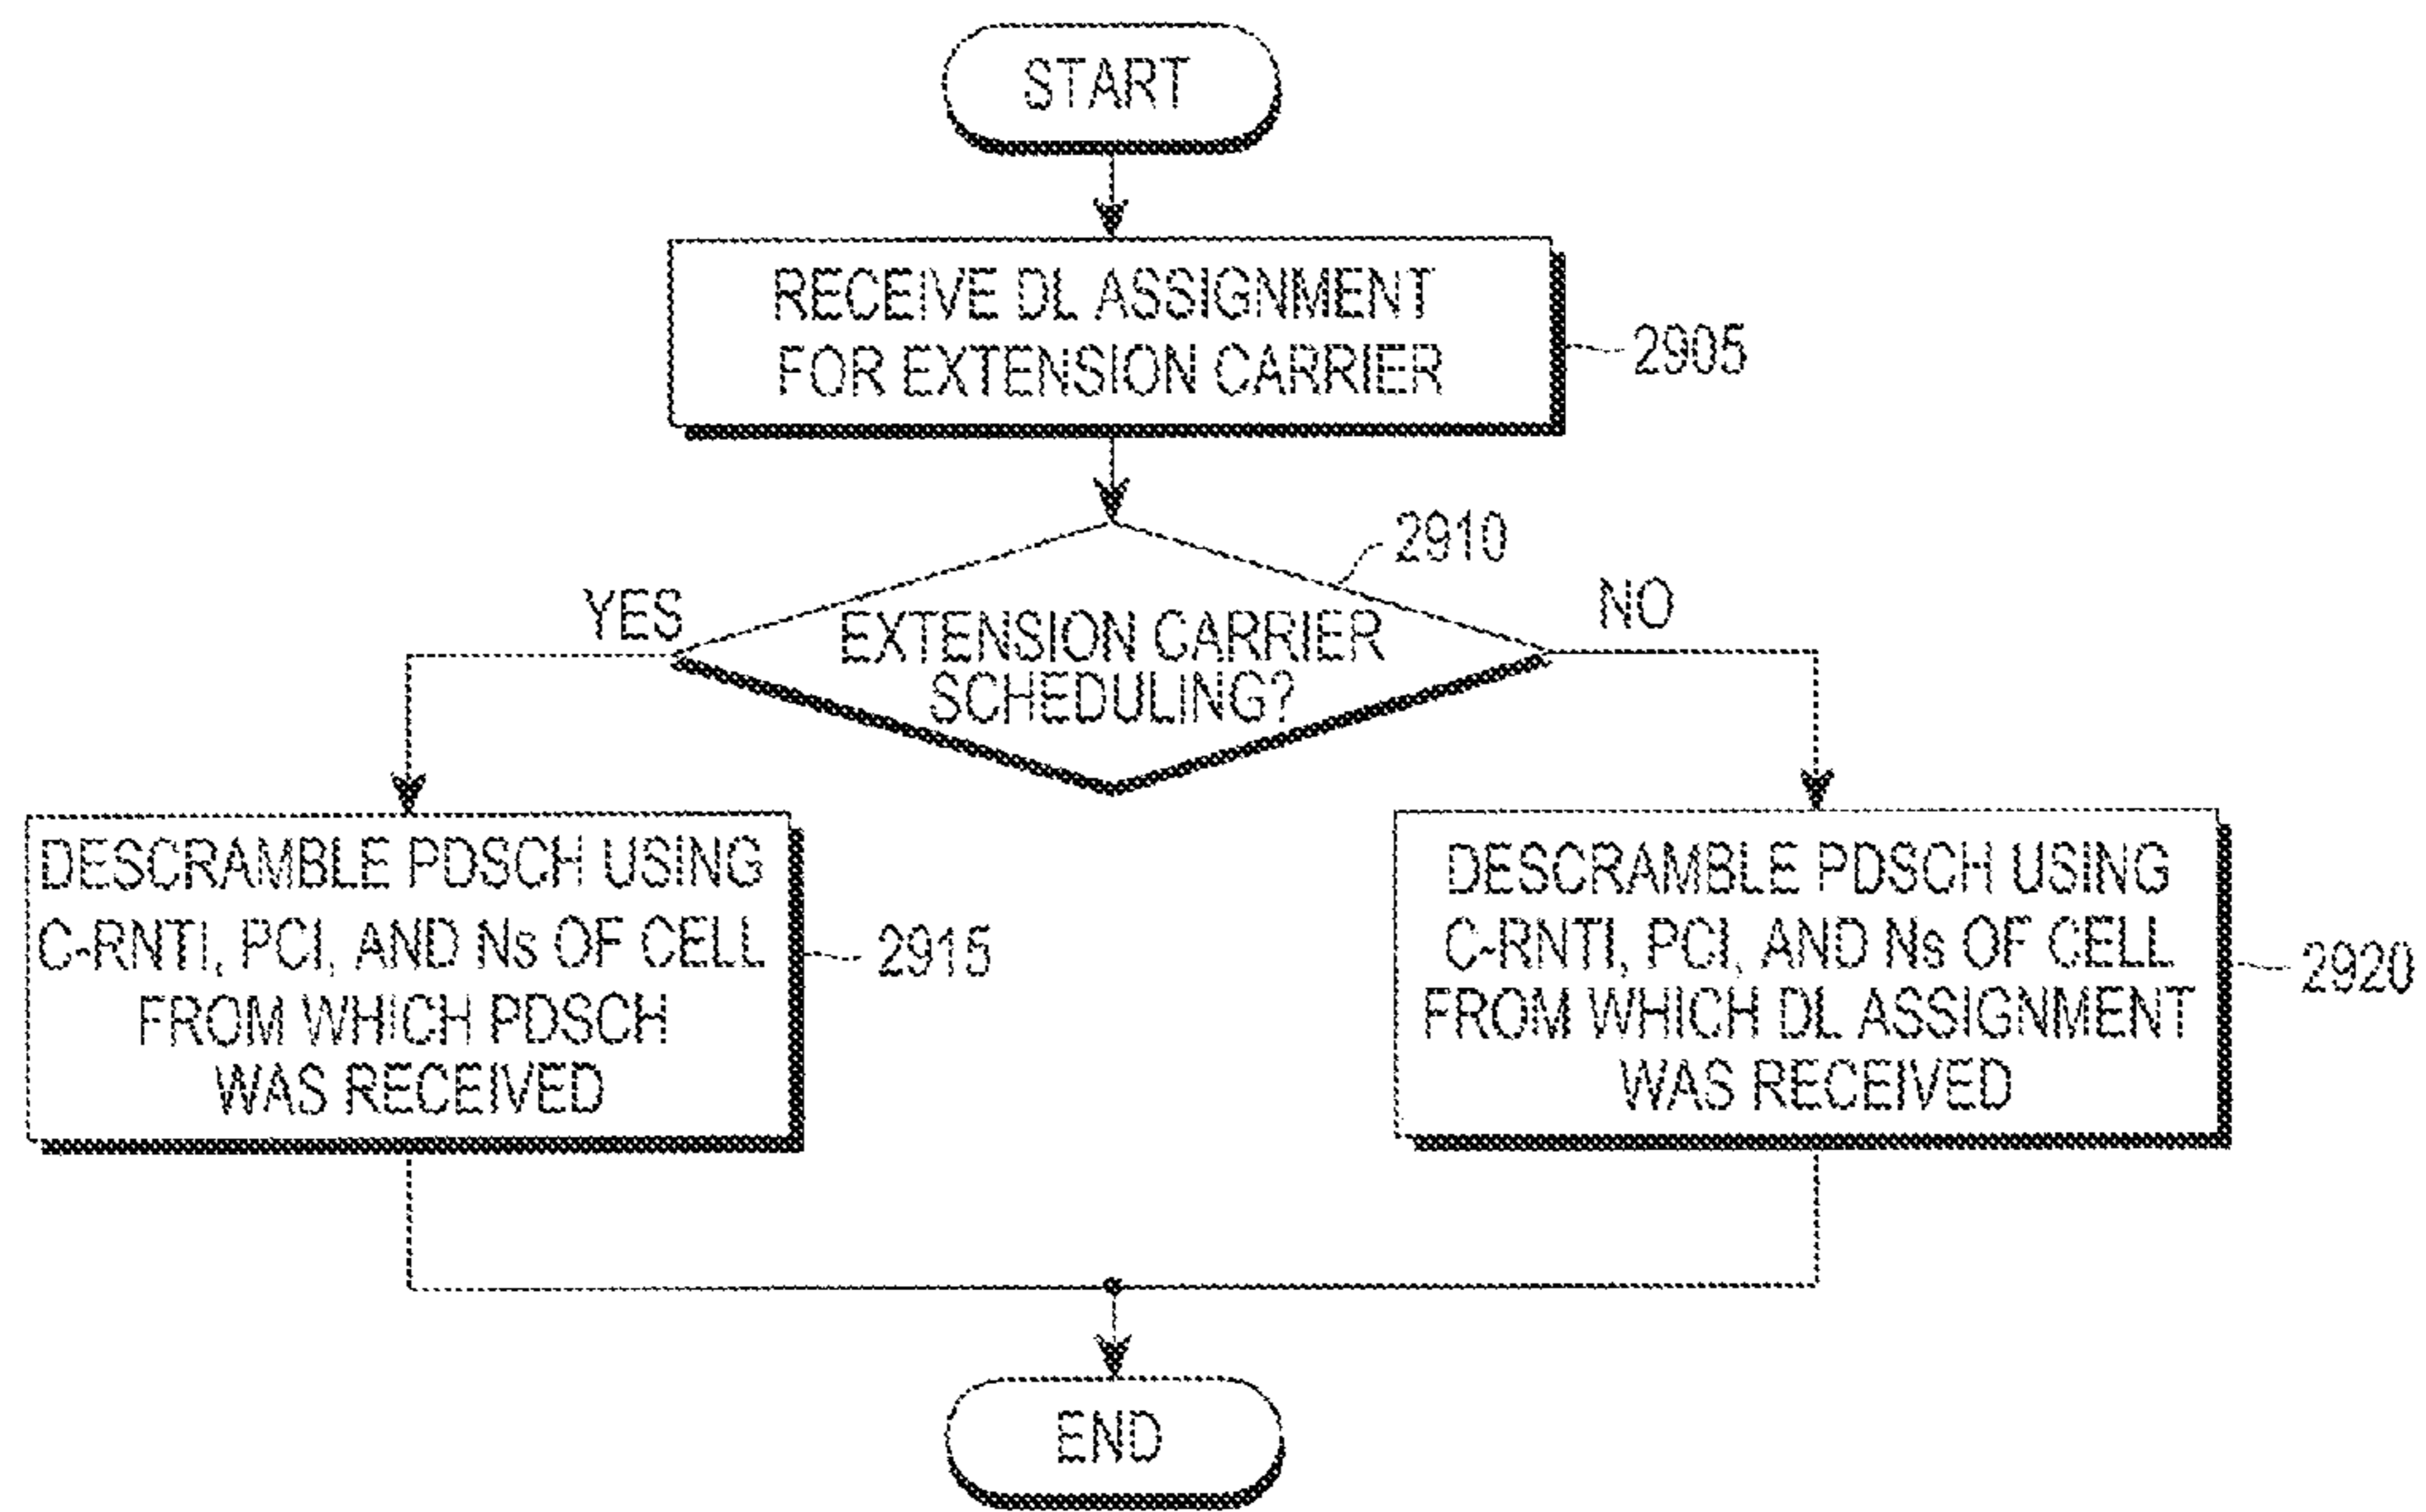 START
RECEIVE DL ASSIGNMENT
FOR EXTENSION CARRIER
2905
2910
YES
NO
EXTENSION CARRIER
SCHEDULING?
DESCRAMBLE PDSCH USING
C-RNTI, PCI, AND Ns OF CELL
FROM WHICH PDSCH
WAS RECEIVED
2915
DESCRAMBLE PDSCH USING
C-RNTI, PCI, AND Ns OF CELL
FROM WHICH DL ASSIGNMENT
WAS RECEIVED
2920
END